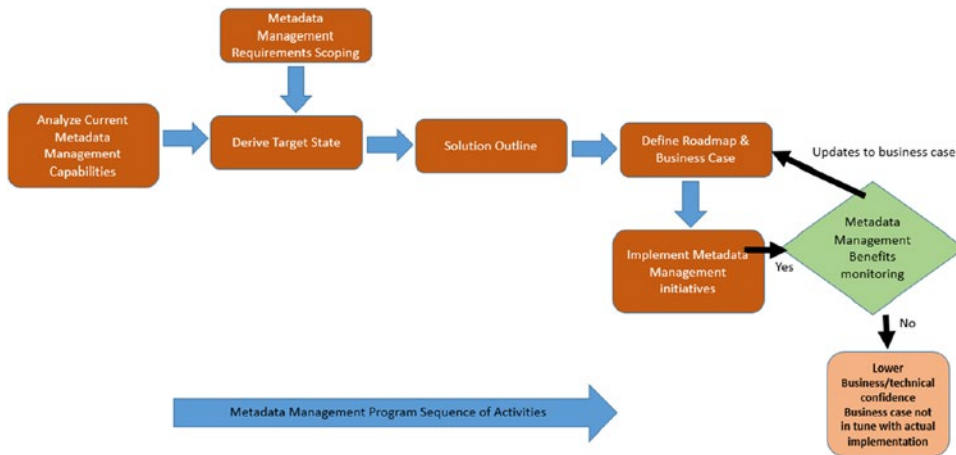 Metadata
Management
Requirements Scoping
Analyze Current
Metadata
Management
Capabilities
Derive Target State
Solution Outline
Define Roadmap &
Business Case
Updates to business case
Implement Metadata
Management
initiatives
Yes
Metadata
Management
Benefits
monitoring
No
Lower
Business/technical
confidence
Business case not
in tune with actual
implementation
Metadata Management Program Sequence of Activities